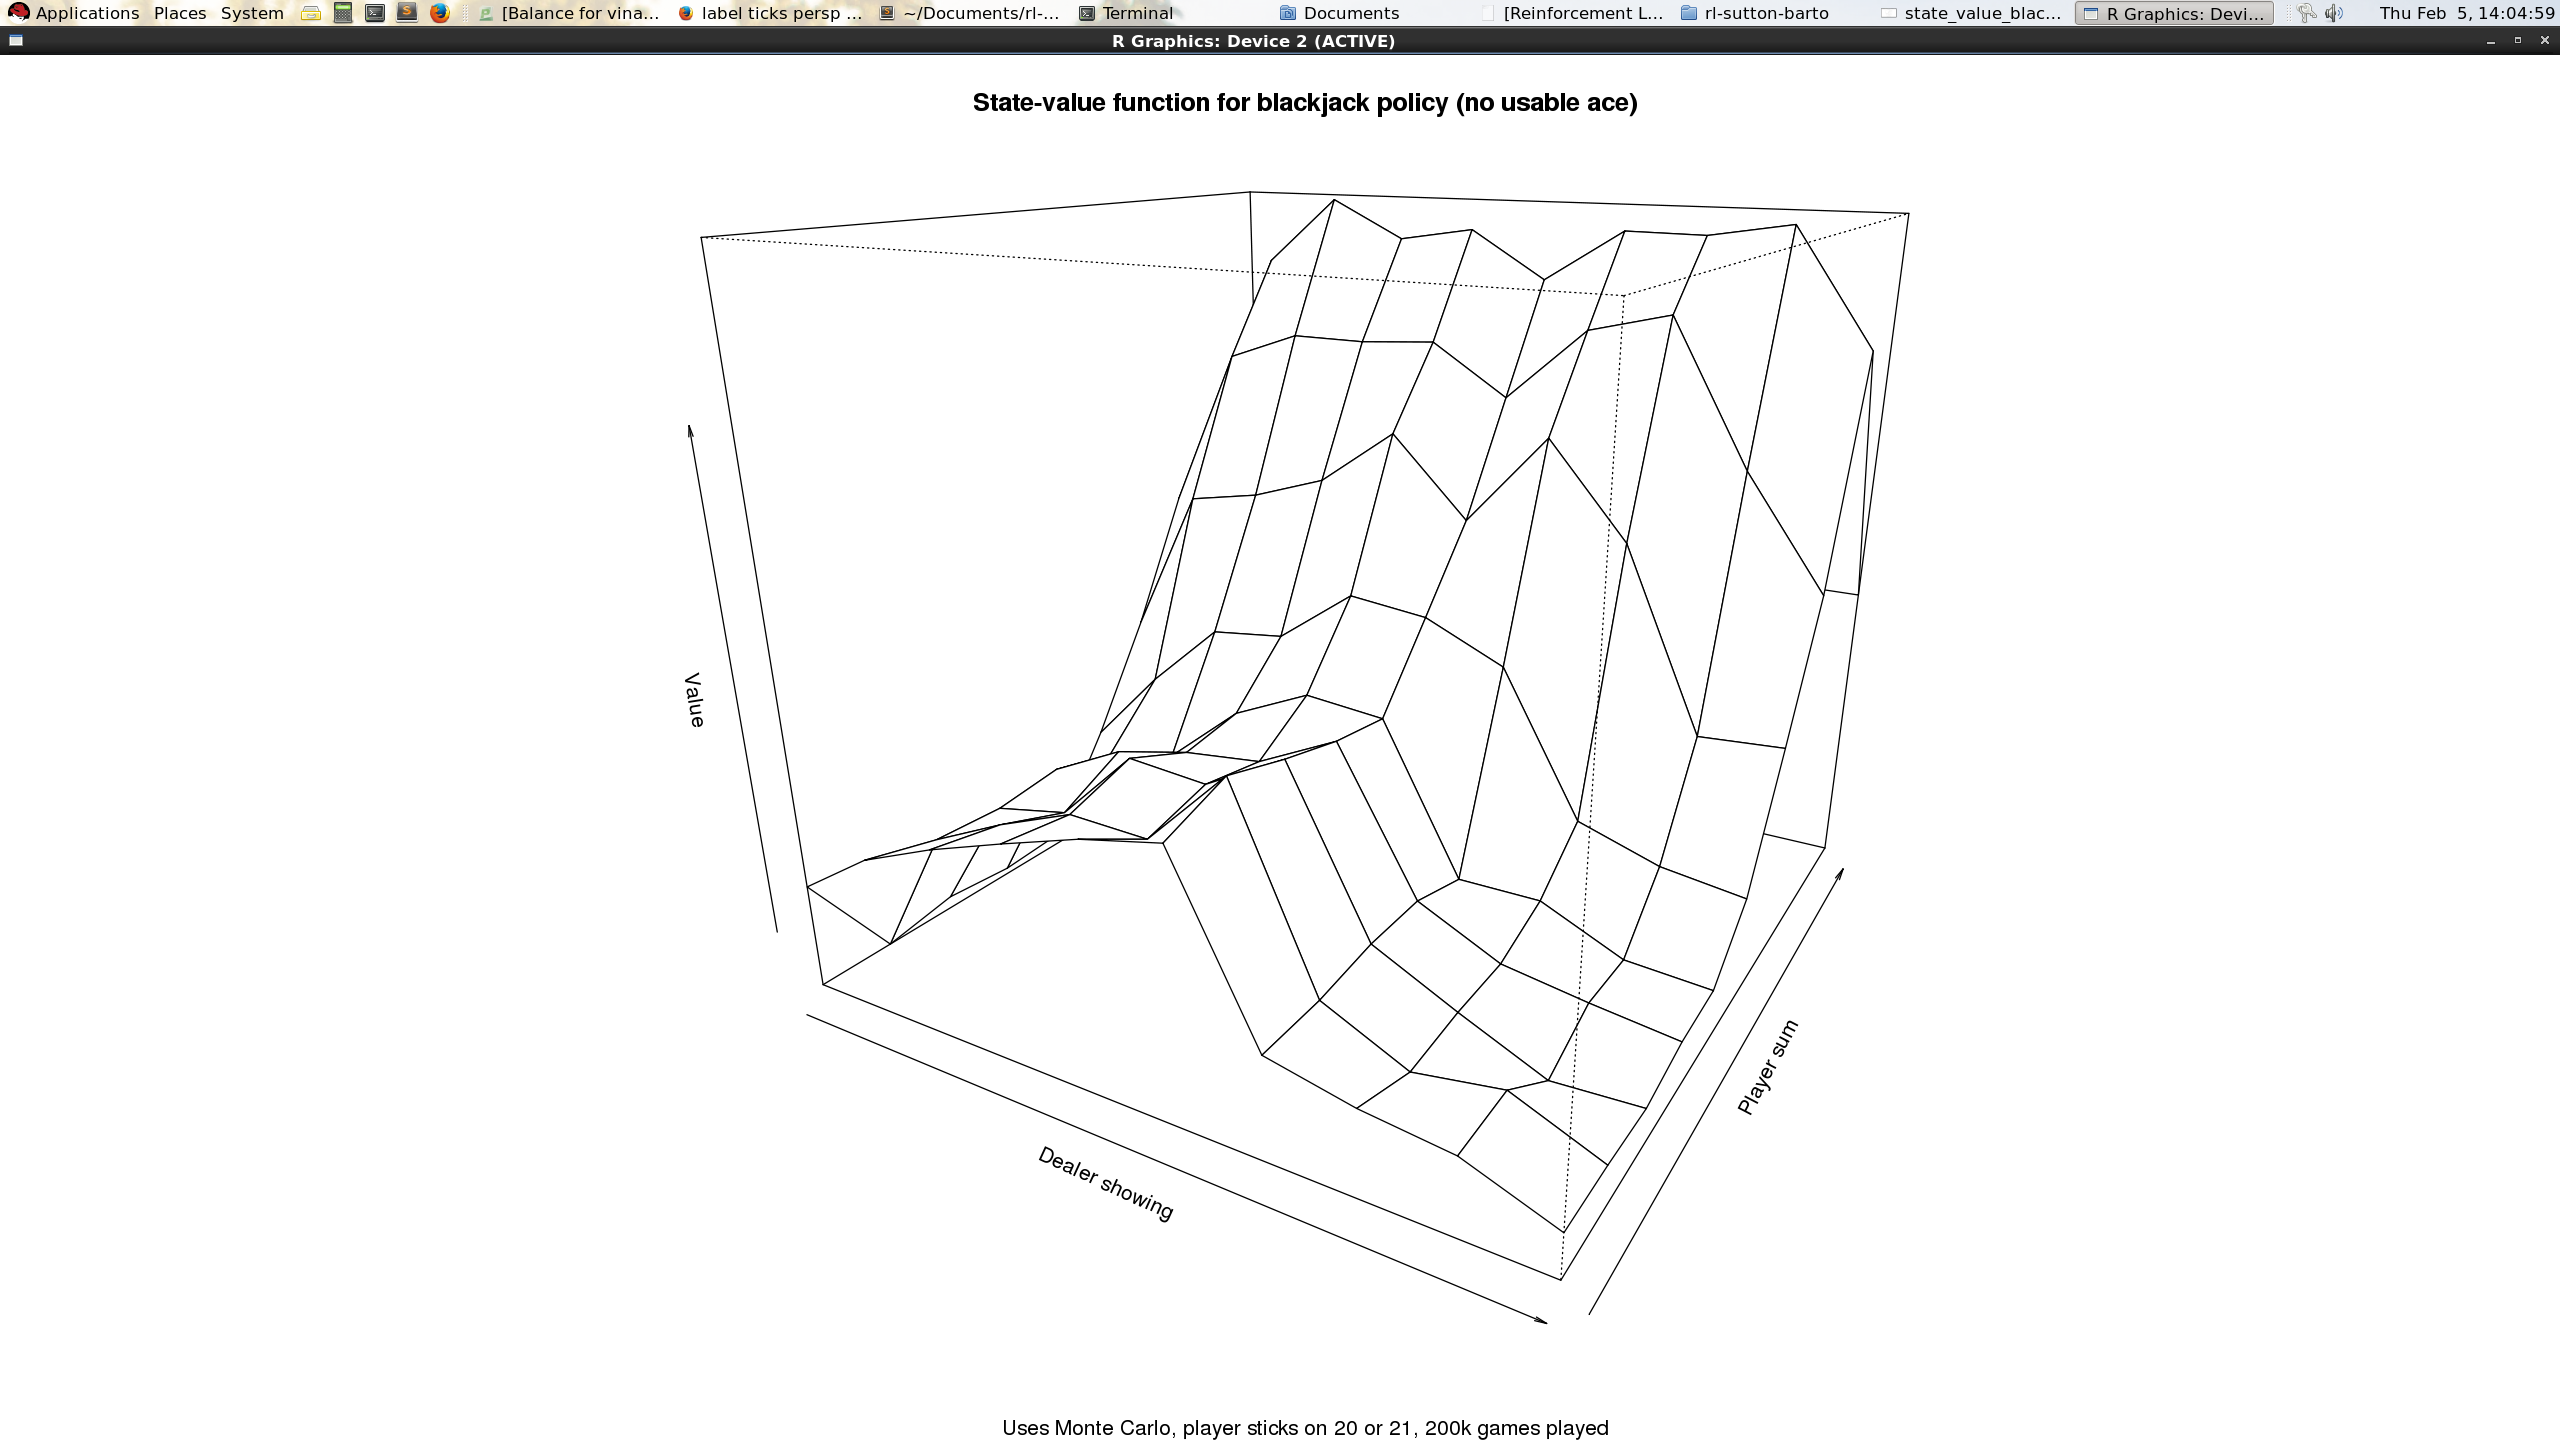 Applications Places System [Balance for vina... label ticks persp ... ~/Documents/rl-... Terminal Documents [Reinforcement L... rl-sutton-barto state_value_blac... R Graphics: Devi... Thu Feb 5, 14:04:59
R Graphics: Device 2 (ACTIVE)
State-value function for blackjack policy (no usable ace)
Value
Dealer showing
Player sum
Uses Monte Carlo, player sticks on 20 or 21, 200k games played